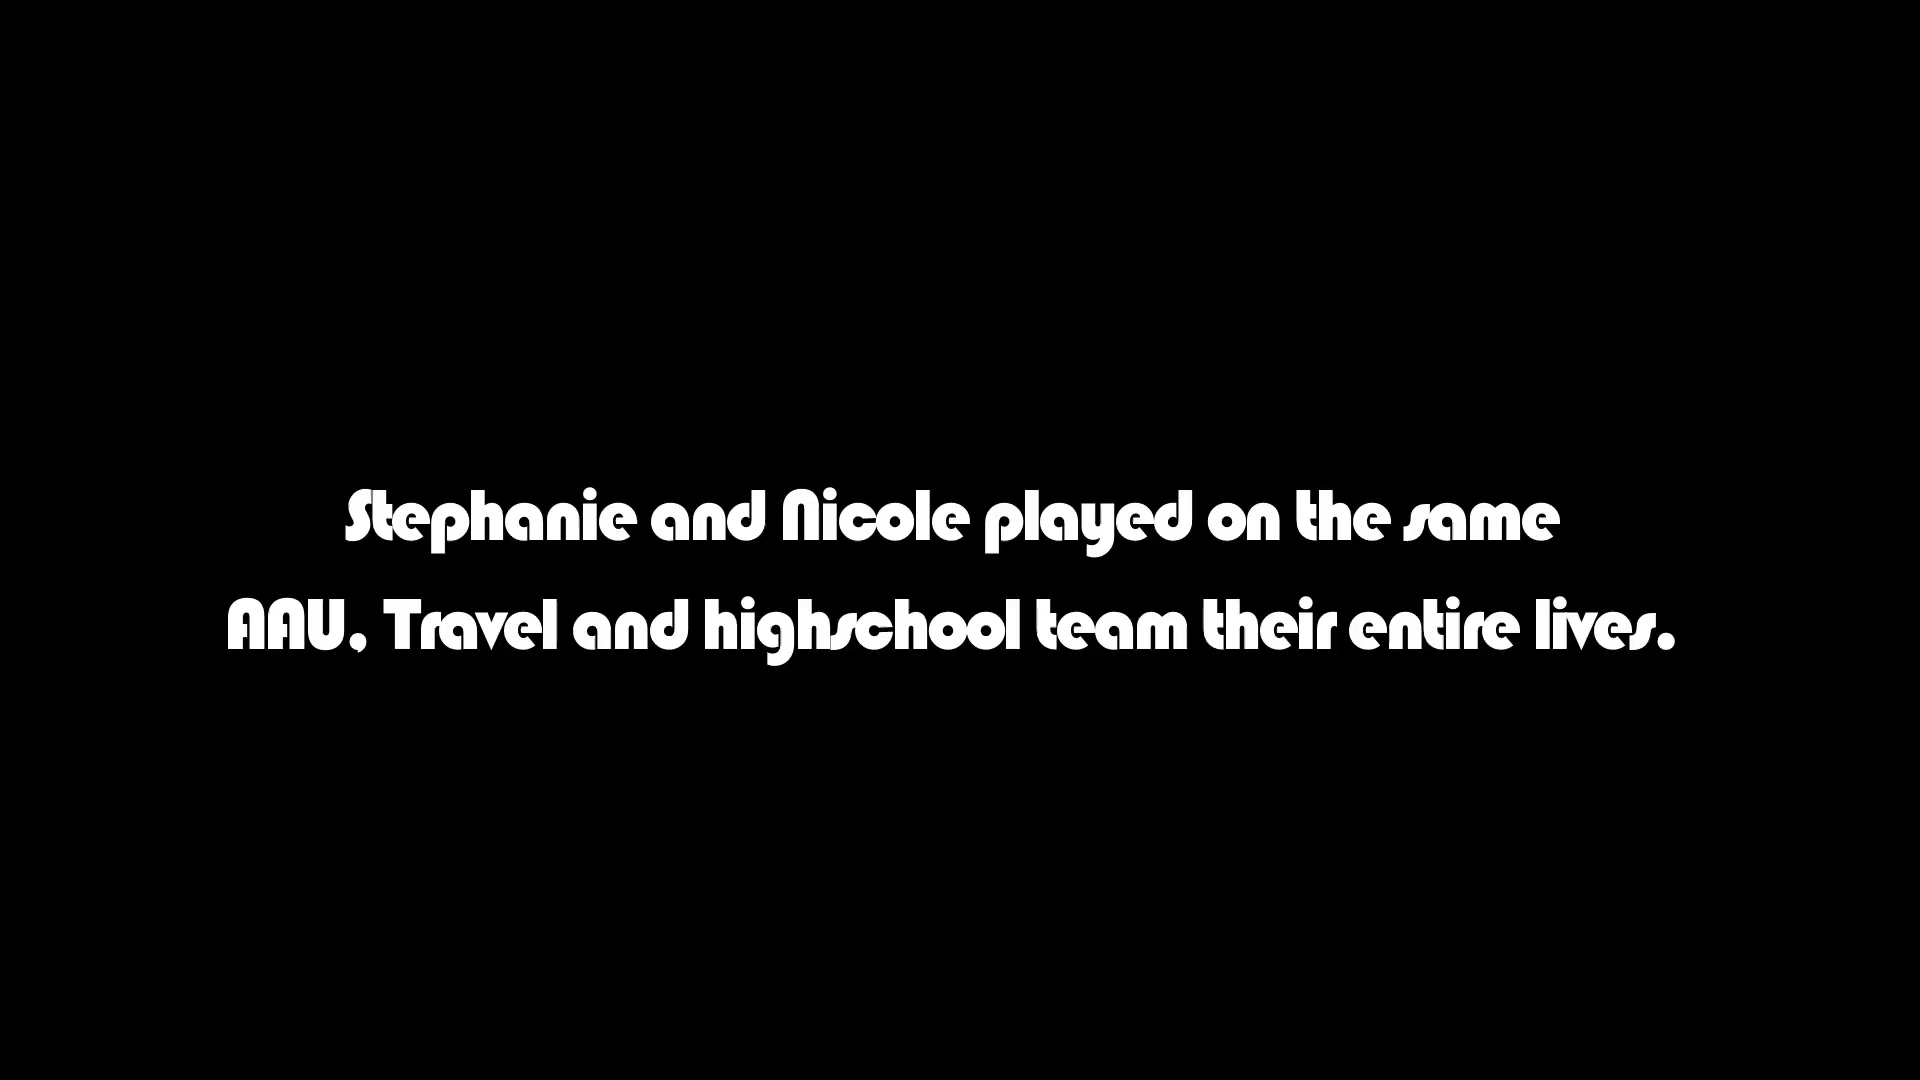 Stephanie and Nicole played on the same
AAU, Travel and highschool team their entire lives.